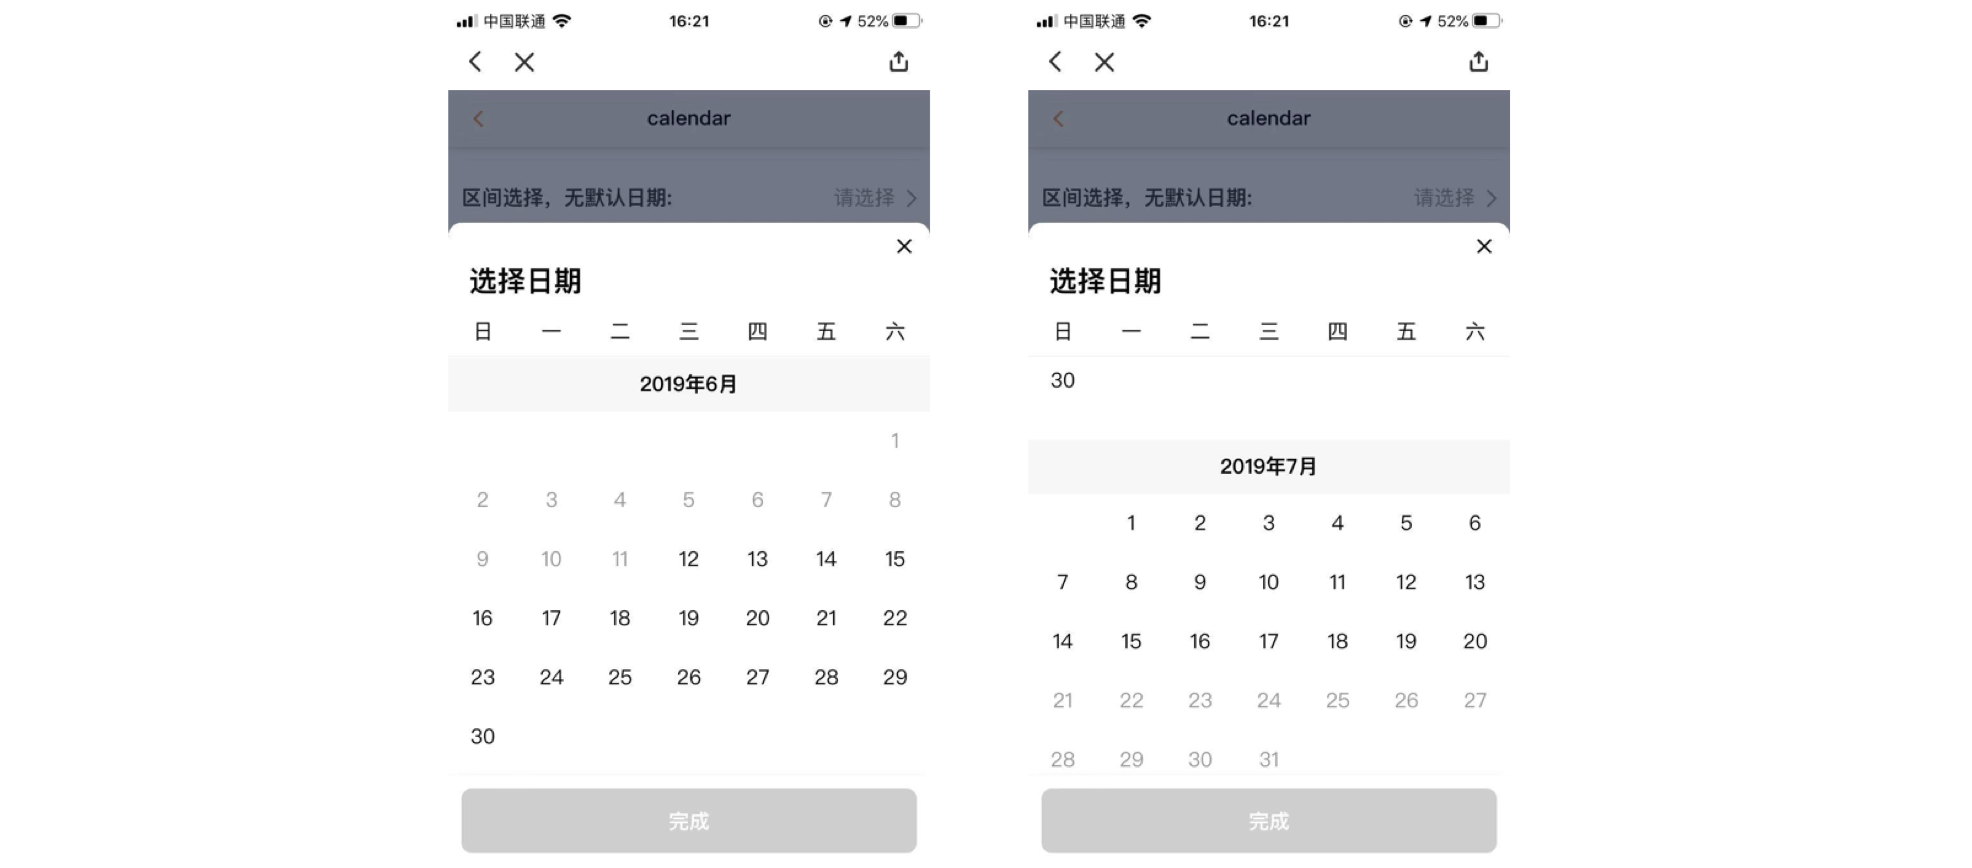 中国联通 16:21 52%
calendar
区间选择，无默认日期: 请选择
选择日期
日 一 二 三 四 五 六
2019年6月
1
2 3 4 5 6 7 8
9 10 11 12 13 14 15
16 17 18 19 20 21 22
23 24 25 26 27 28 29
30
完成
中国联通 16:21 52%
calendar
区间选择，无默认日期: 请选择
选择日期
日 一 二 三 四 五 六
30
2019年7月
1 2 3 4 5 6
7 8 9 10 11 12 13
14 15 16 17 18 19 20
21 22 23 24 25 26 27
28 29 30 31
完成